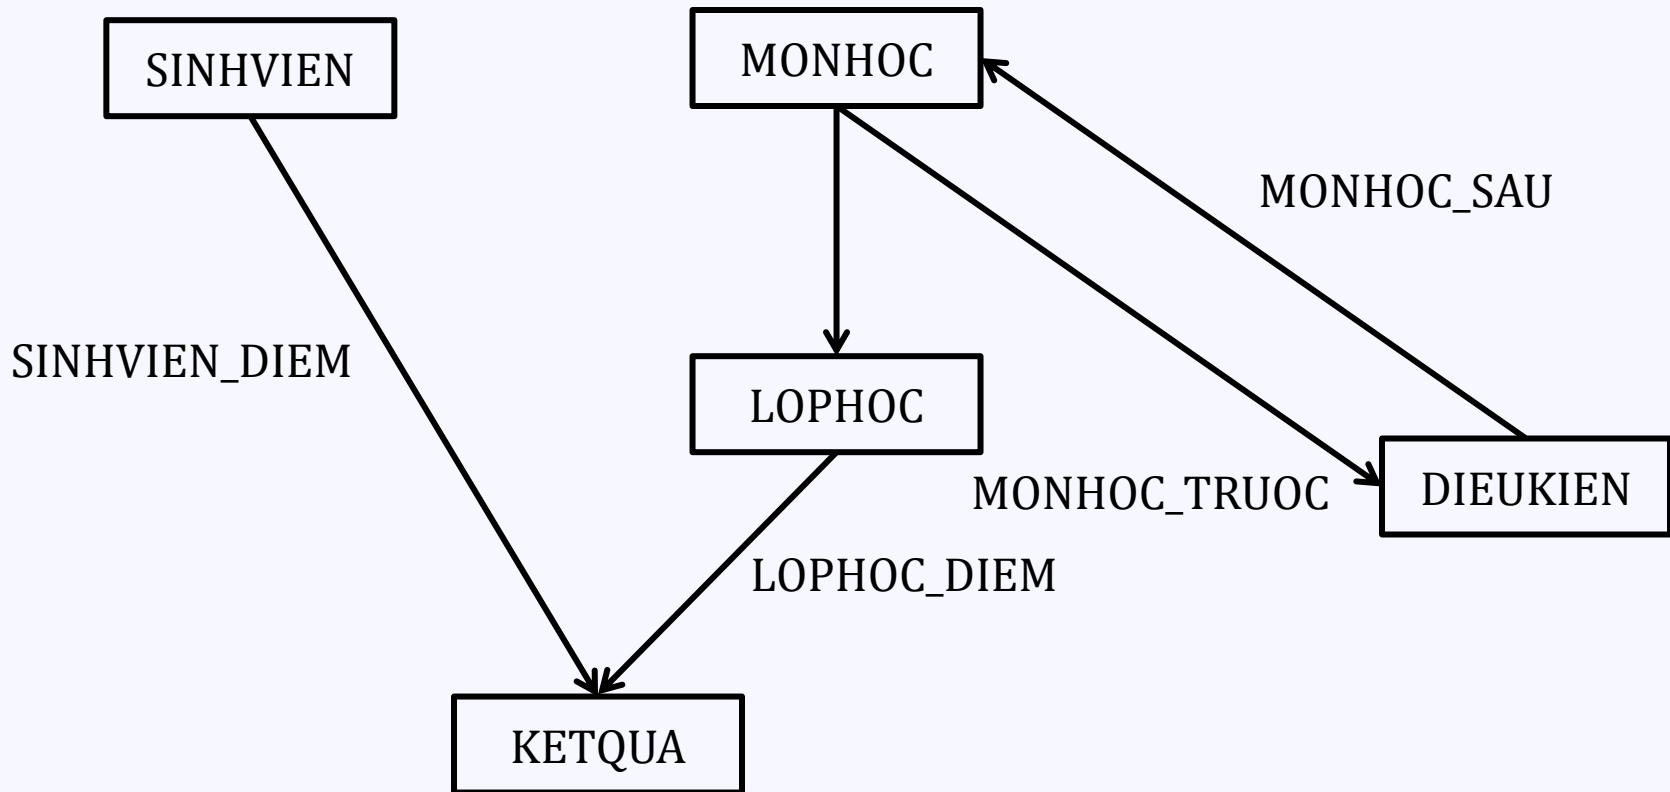 SINHVIEN
MONHOC
MONHOC_SAU
SINHVIEN_DIEM
LOPHOC
MONHOC_TRUOC
DIEUKIEN
LOPHOC_DIEM
KETQUA